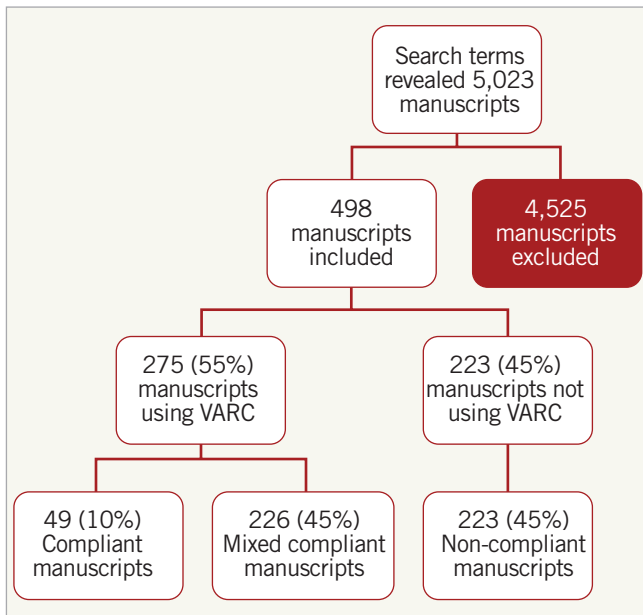 Search terms
revealed 5,023
manuscripts
498
manuscripts
included
4,525
manuscripts
excluded
275 (55%)
manuscripts
using VARC
223 (45%)
manuscripts not
using VARC
49 (10%)
Compliant
manuscripts
226 (45%)
Mixed compliant
manuscripts
223 (45%)
Non-compliant
manuscripts